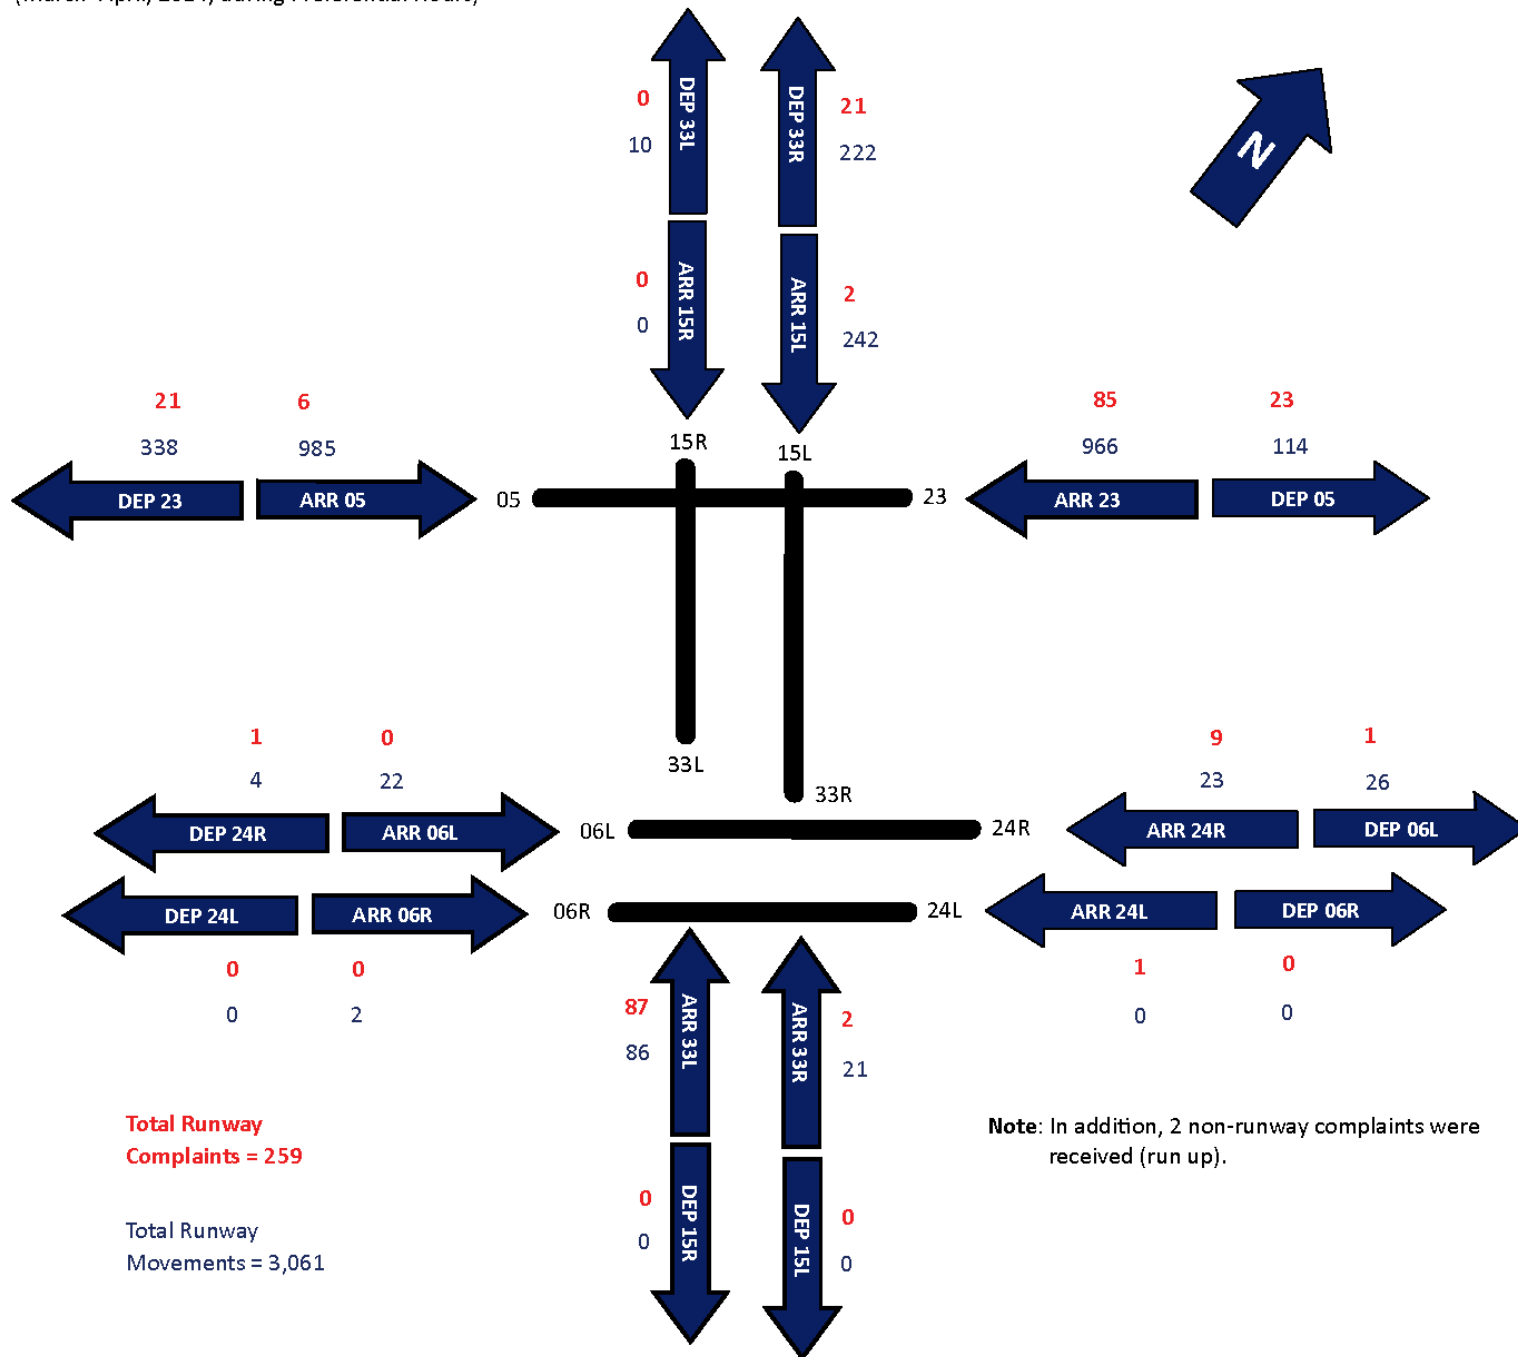 DEP 33L
0
10
DEP 33R
21
222
N
ARR 15R
0
0
ARR 15L
2
242
21 6
338 985
DEP 23 ARR 05
85 23
966 114
ARR 23 DEP 05
15R
15L
05
23
33L
33R
1 0
4 22
DEP 24R ARR 06L
06L
24R
9 1
23 26
ARR 24R DEP 06L
DEP 24L ARR 06R
0 0
0 2
06R
24L
ARR 24L DEP 06R
1 0
0 0
87
86
ARR 33L
ARR 33R
2
21
Total Runway
Complaints = 259
Total Runway
Movements = 3,061
0
0
DEP 15R
DEP 15L
0
0
Note: In addition, 2 non-runway complaints were
received (run up).